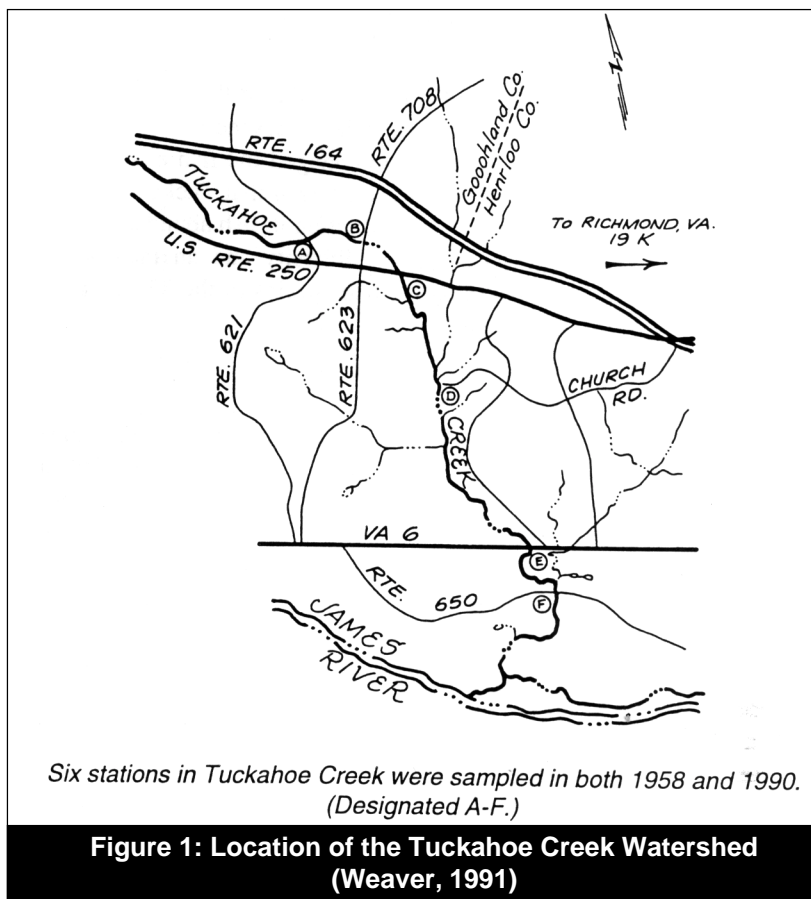 N
RTE. 708
Gooohland Co.
Henrloo Co.
RTE. 164
TUCKAHOE
To RICHMOND, VA.
19 K
B
A
U.S. RTE. 250
C
RTE. 621
RTE. 623
D
CHURCH
RD.
CREEK
VA 6
E
RTE.
650
F
JAMES
RIVER
Six stations in Tuckahoe Creek were sampled in both 1958 and 1990.
(Designated A-F.)
Figure 1: Location of the Tuckahoe Creek Watershed
(Weaver, 1991)